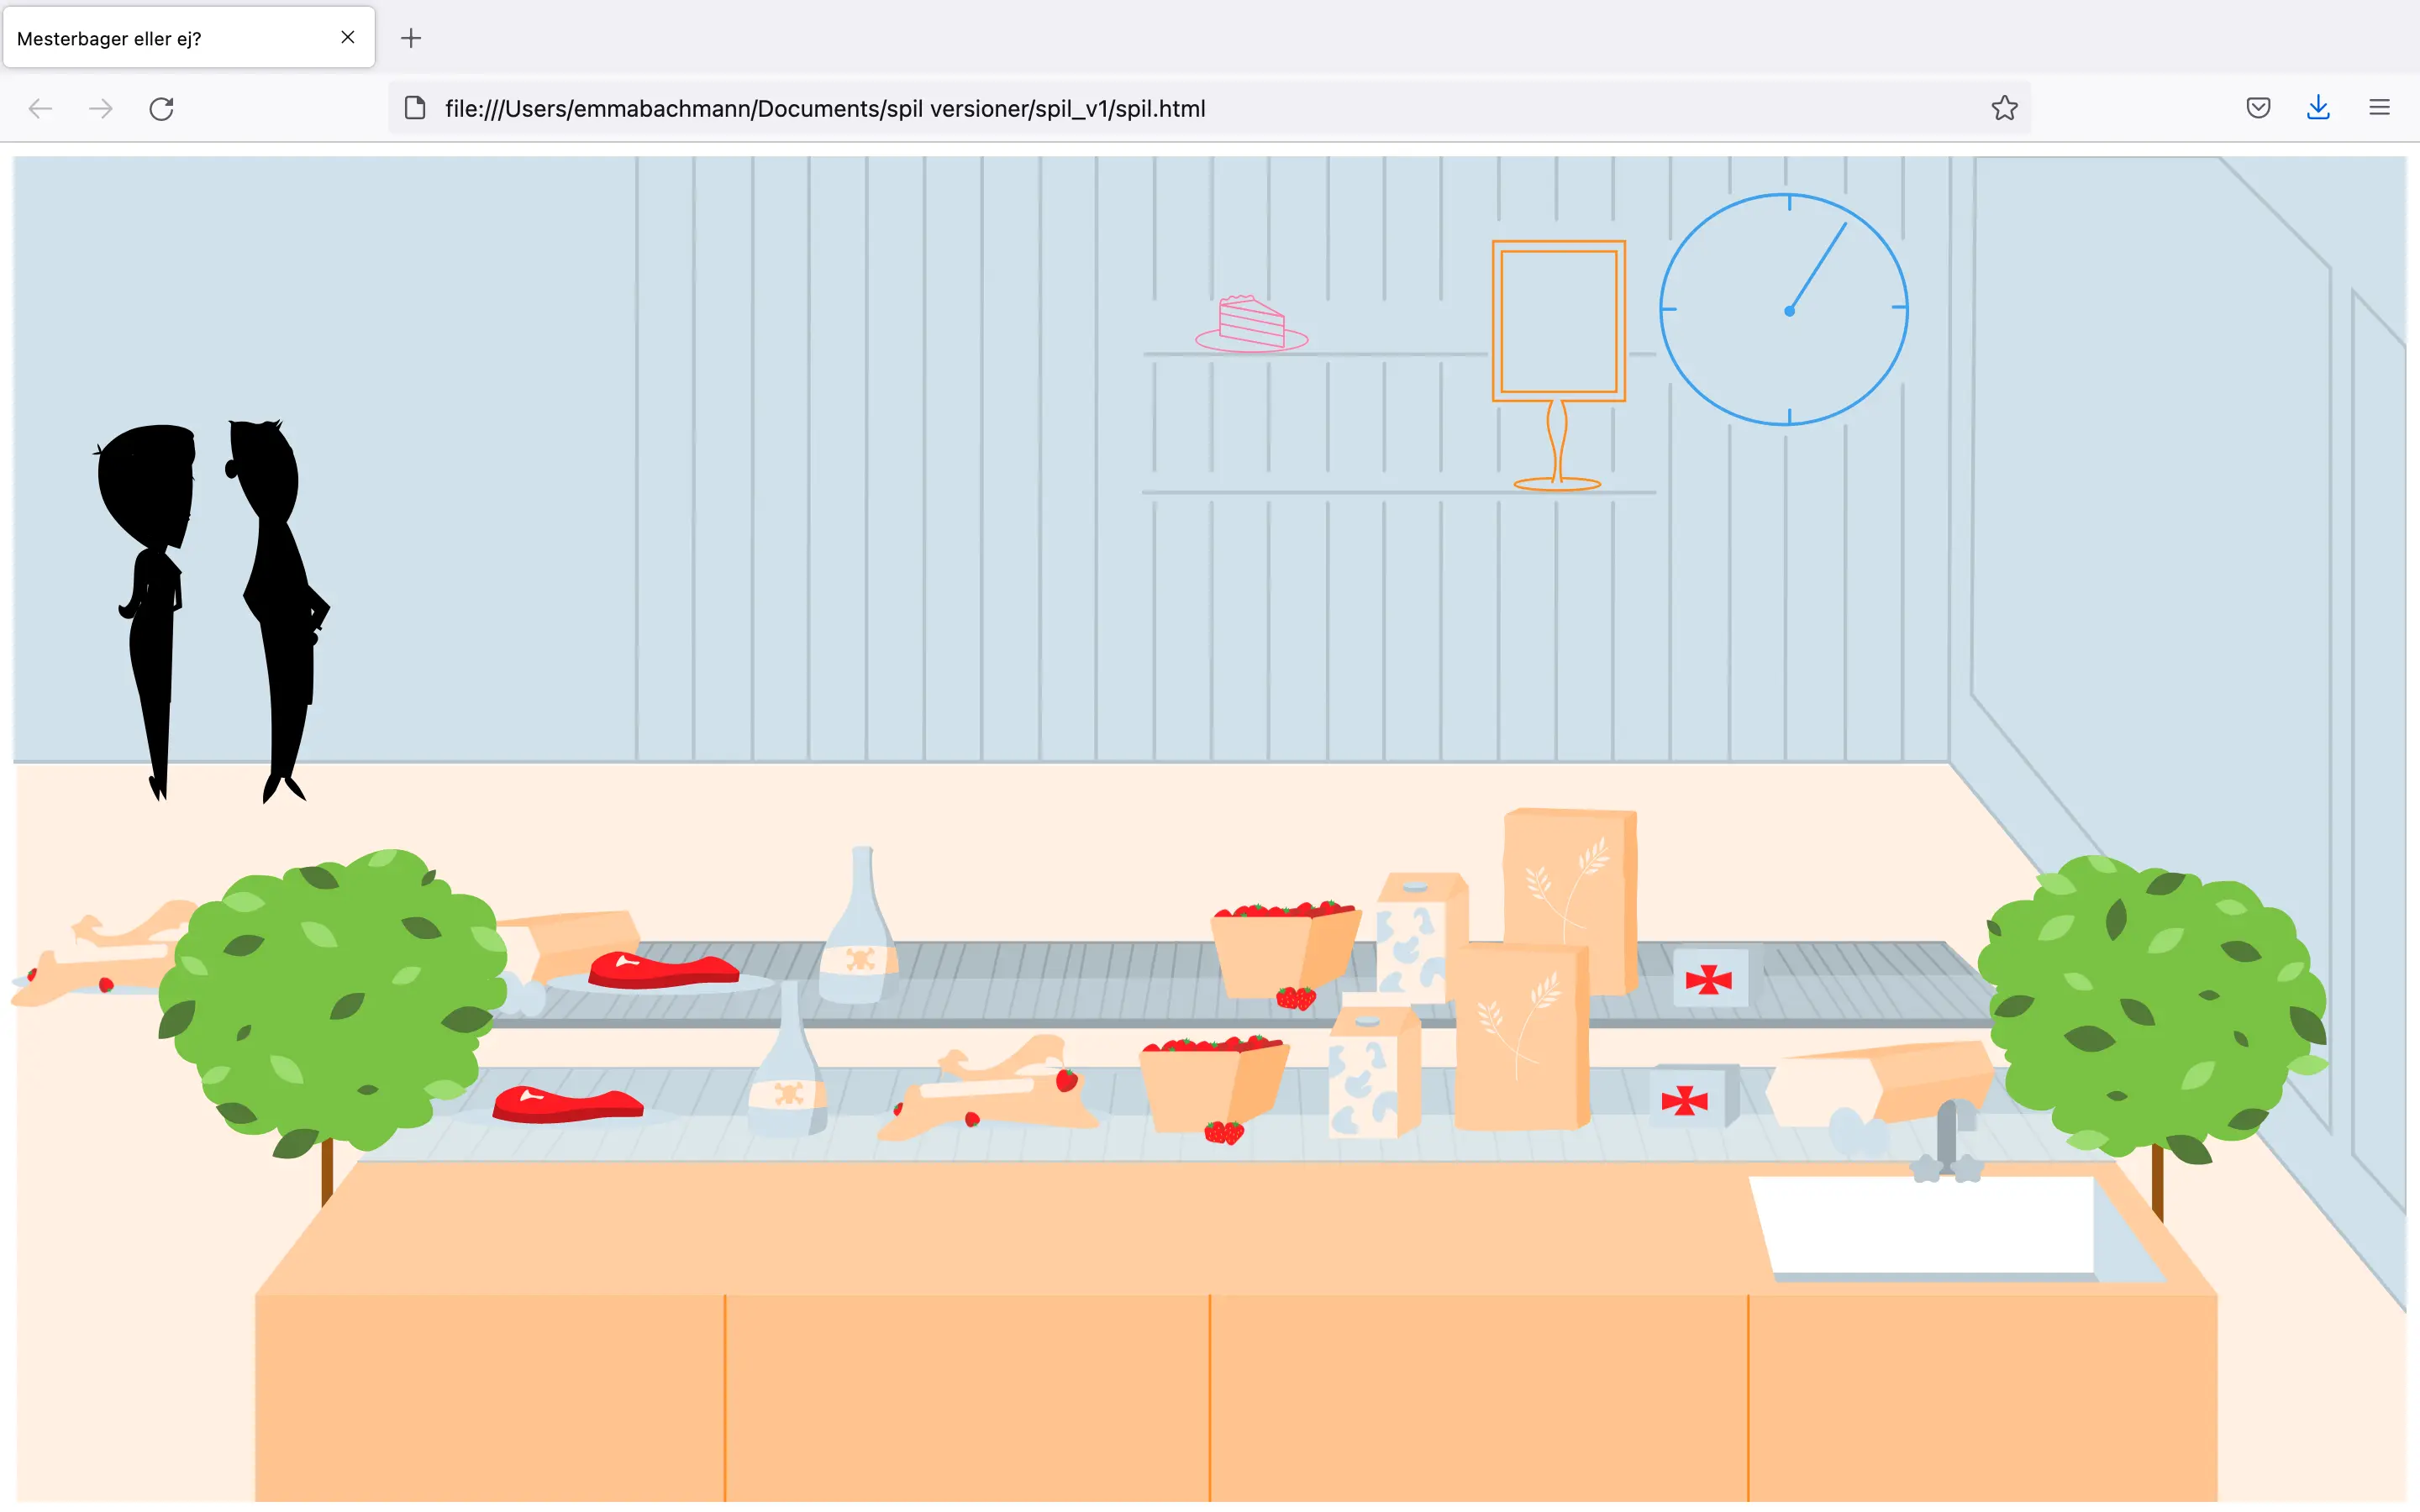 Mesterbager eller ej?
file:///Users/emmabachmann/Documents/spil versioner/spil_v1/spil.html